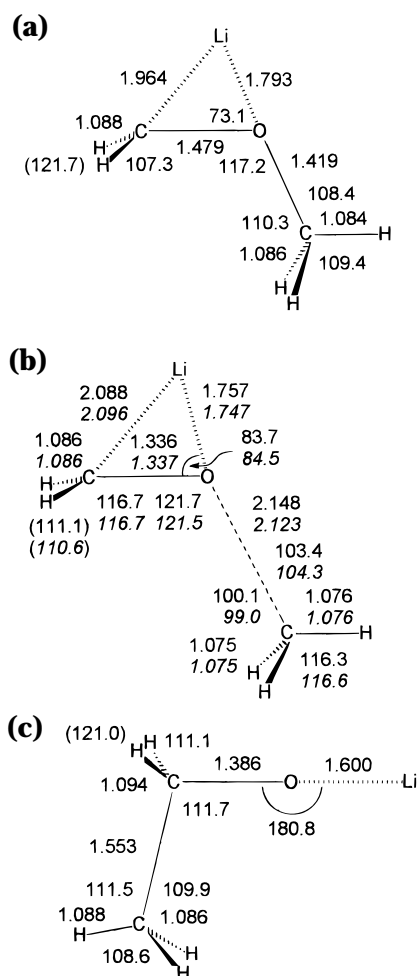 (a)
Li
1.964 1.793
1.088 C 73.1 O
H 1.479
(121.7) H 107.3 117.2 1.419
108.4
110.3 C 1.084 H
1.086 109.4
H
H
(b)
Li
2.088 1.757
2.096 1.747
1.086 1.336 83.7
1.086 C 1.337 O 84.5
H
H 116.7 121.7
(111.1) 116.7 121.5 2.148
(110.6) 2.123
103.4
104.3
100.1 1.076
99.0 C 1.076 H
1.075
1.075 H 116.3
H 116.6
(c)
(121.0) H 111.1
H 1.386 1.600
1.094 C O Li
111.7
180.8
1.553
111.5 109.9
1.088 C 1.086
H H
108.6 H